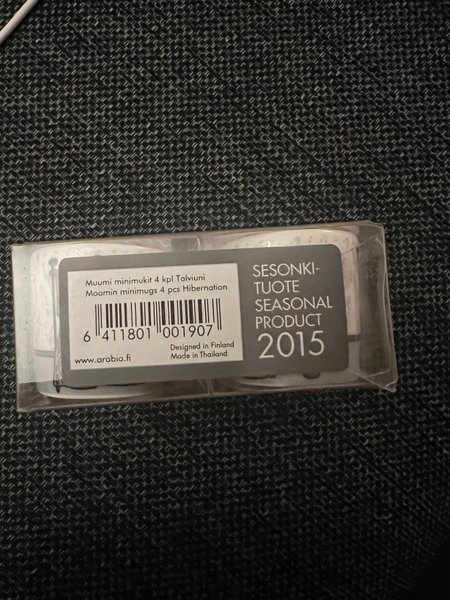 Muumi minimukit 4 kpl Talviuni
Moomin minimugs 4 pcs Hibernation
6 411801 001907
Designed in Finland
www.arabia.fi Made in Thailand
SESONKI-
TUOTE
SEASONAL
PRODUCT
2015